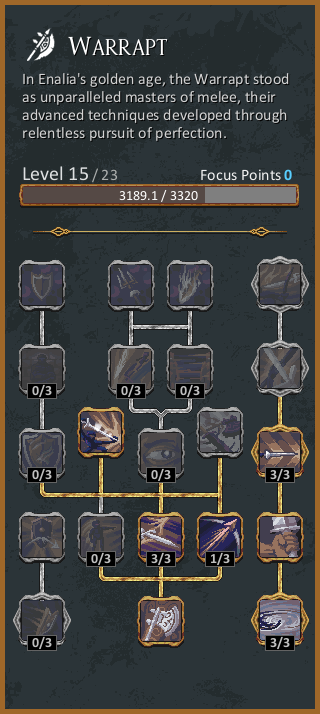 WARRAPT
In Enalia's golden age, the Warrapt stood
as unparalleled masters of melee, their
advanced techniques developed through
relentless pursuit of perfection.
Level 15 / 23 Focus Points 0
3189.1 / 3320
0/3 0/3 0/3
0/3 0/3 3/3
0/3 3/3 1/3
0/3 3/3